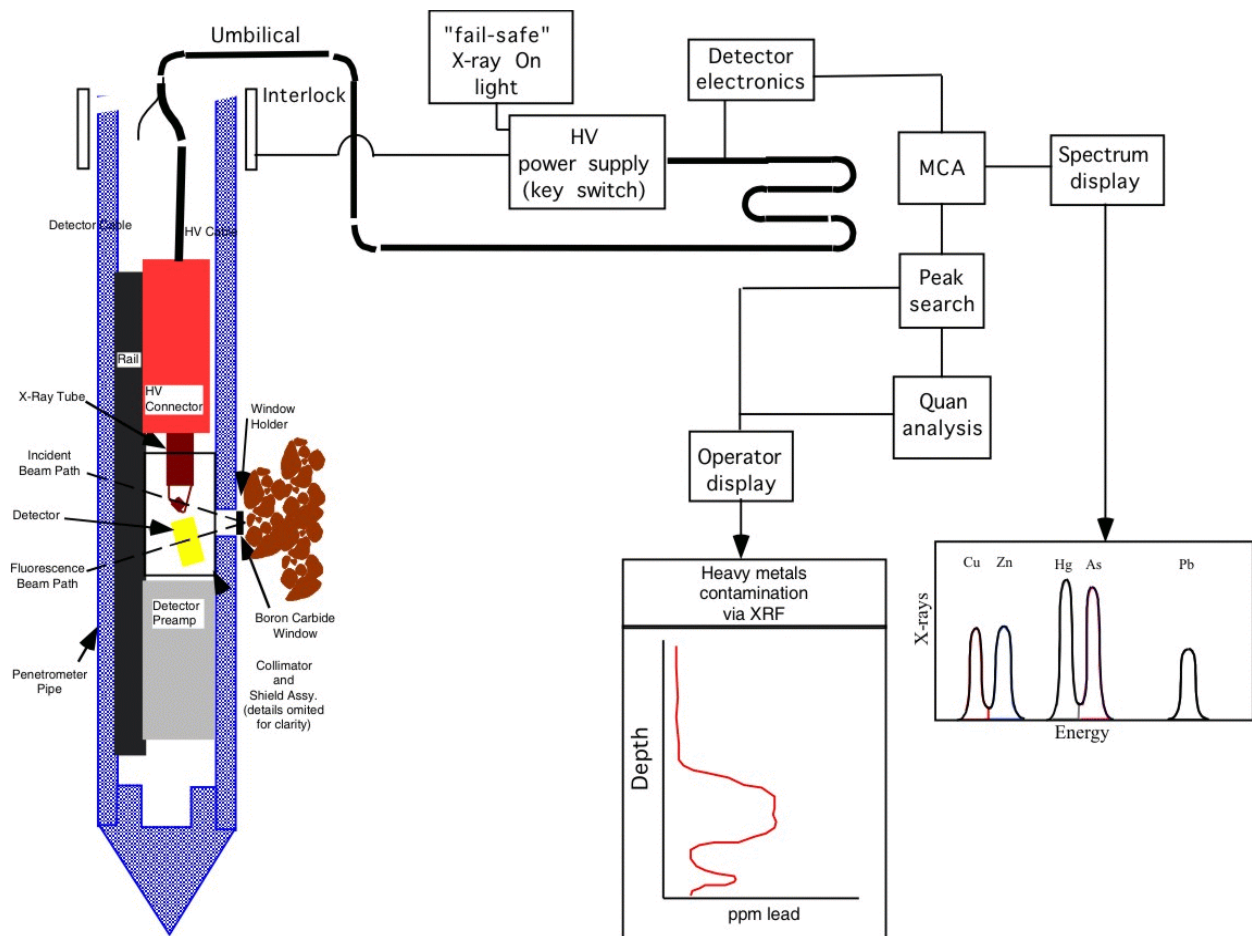 Umbilical
"fail-safe"
X-ray On
light
Detector
electronics
Interlock
HV
power supply
(key switch)
MCA
Spectrum
display
Detector Cable
HV Cable
Peak
search
Rail
X-Ray Tube
HV
Connector
Window
Holder
Quan
analysis
Incident
Beam Path
Operator
display
Detector
Fluorescence
Beam Path
Detector
Preamp
Boron Carbide
Window
Penetrometer
Pipe
Collimator
and
Shield Assy.
(details omited
for clarity)
Heavy metals
contamination
via XRF
Depth
ppm lead
Cu Zn Hg As Pb
X-rays
Energy